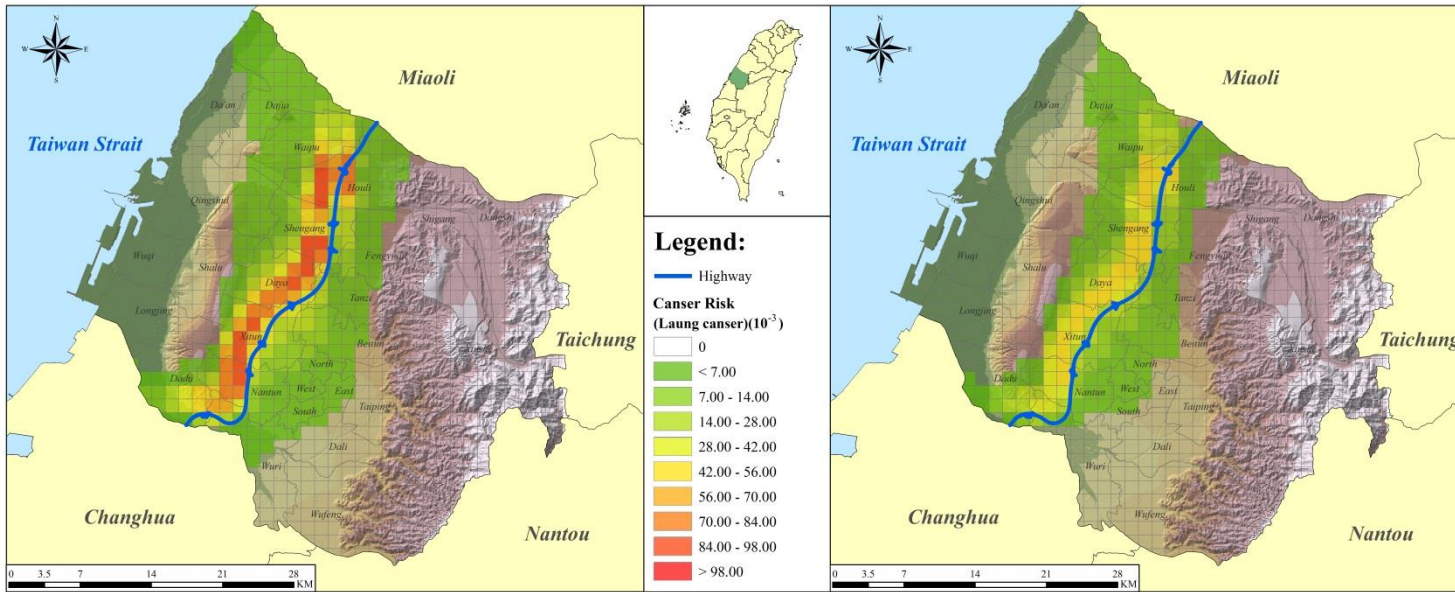 N
W
E
S
Miaoli
Da'an
Dajia
Taiwan Strait
Waipu
Houli
Qingshui
Shigang
Dongshi
Shengang
Wuqi
Shalu
Fengyuan
Daya
Longjing
Tanzi
Xitun
Taichung
Beitun
Xinshe
North
Dadu
Nantun
West
East
South
Taiping
Dali
Wuri
Changhua
Wufeng
Nantou
0 3.5 7 14 21 28
KM
Legend:
Highway
Canser Risk
(Laung canser)(10-3)
0
< 7.00
7.00 - 14.00
14.00 - 28.00
28.00 - 42.00
42.00 - 56.00
56.00 - 70.00
70.00 - 84.00
84.00 - 98.00
> 98.00
N
W
E
S
Miaoli
Da'an
Dajia
Taiwan Strait
Waipu
Houli
Qingshui
Shigang
Dongshi
Shengang
Wuqi
Shalu
Fengyuan
Daya
Longjing
Tanzi
Xitun
Taichung
Beitun
North
Dadu
Nantun
West
East
South
Taiping
Dali
Wuri
Changhua
Wufeng
Nantou
0 3.5 7 14 21 28
KM